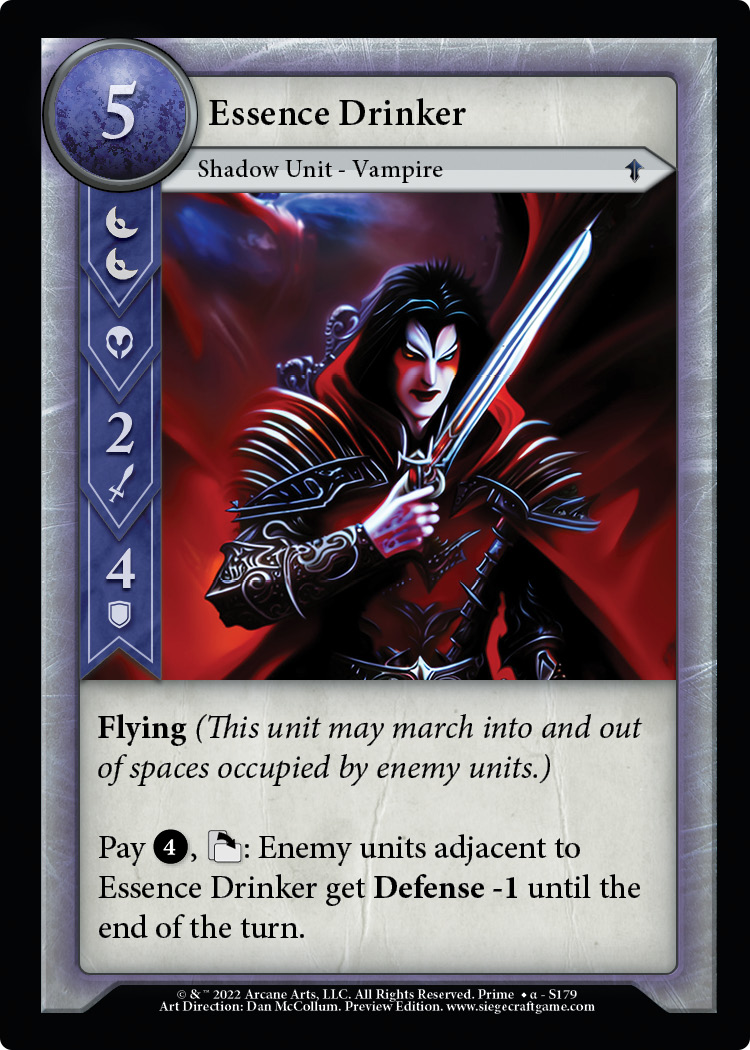 5
Essence Drinker
Shadow Unit - Vampire
2
4
Flying (This unit may march into and out
of spaces occupied by enemy units.)
Pay 4, : Enemy units adjacent to
Essence Drinker get Defense -1 until the
end of the turn.
© & ™ 2022 Arcane Arts, LLC. All Rights Reserved. Prime ⬥ α - S179
Art Direction: Dan McCollum. Preview Edition. www.siegecraftgame.com